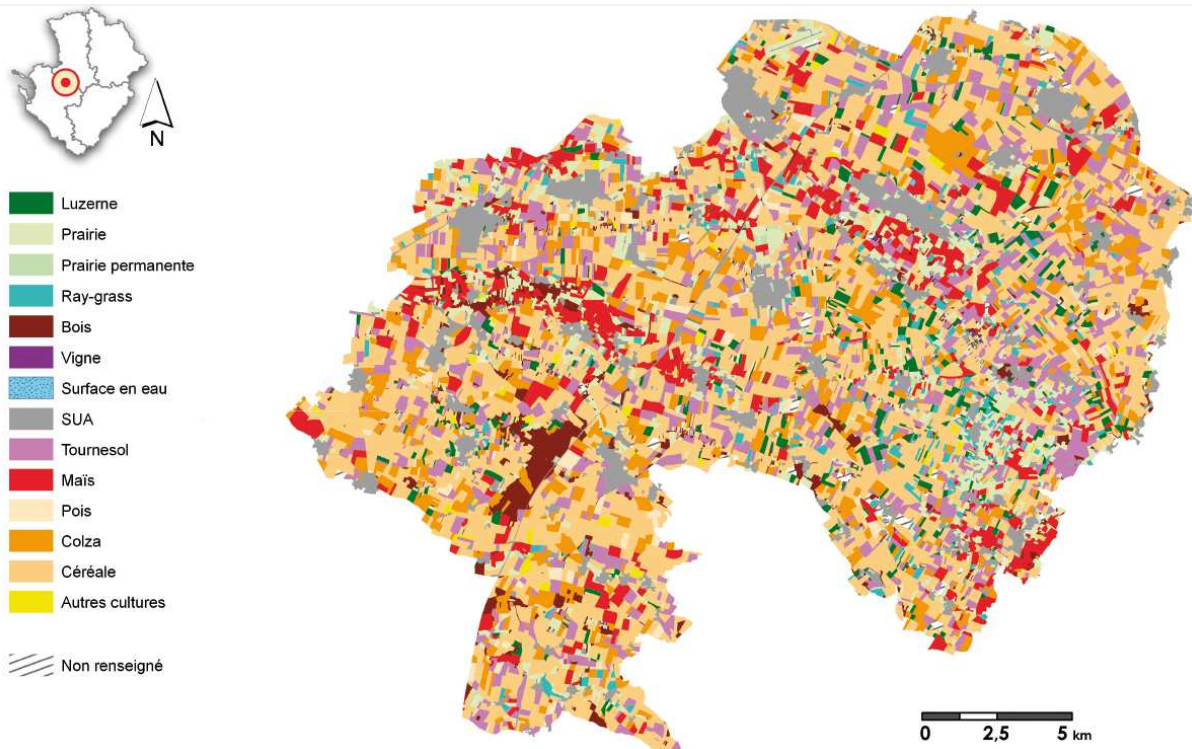 N
Luzerne
Prairie
Prairie permanente
Ray-grass
Bois
Vigne
Surface en eau
SUA
Tournesol
Maïs
Pois
Colza
Céréale
Autres cultures
Non renseigné
0 2,5 5 km